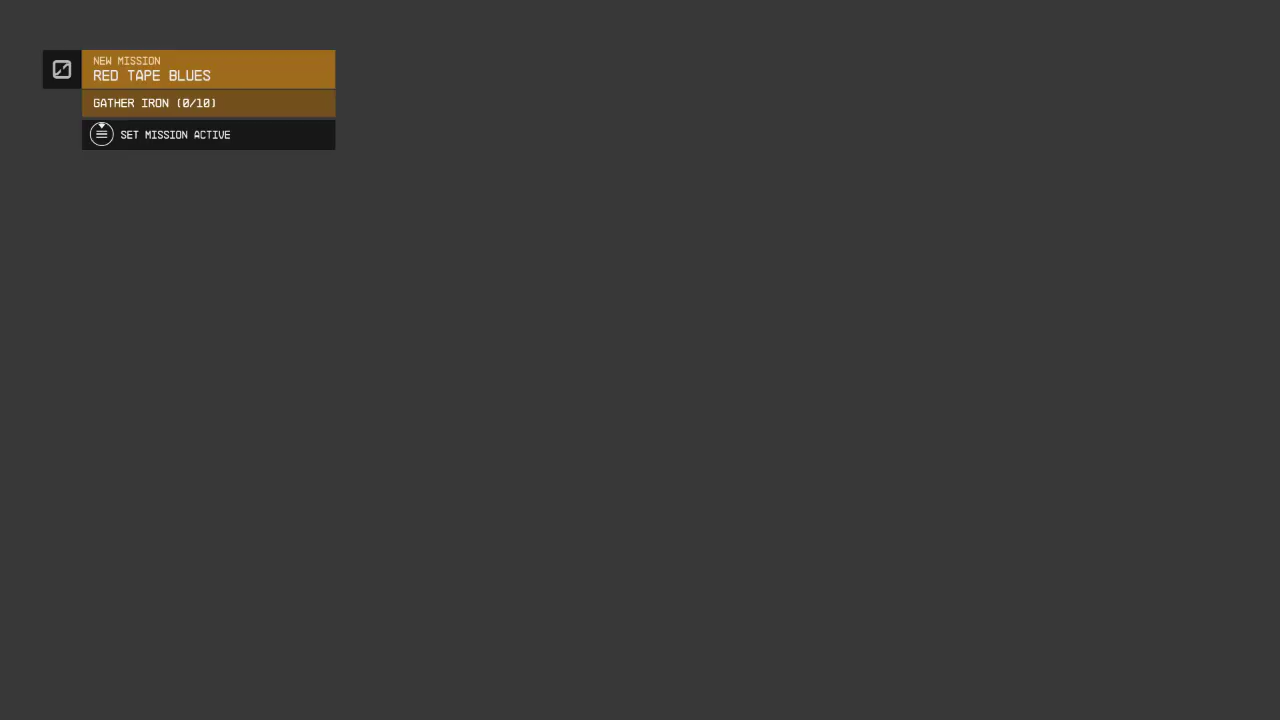 NEW MISSION
RED TAPE BLUES
GATHER IRON (0/10)
SET MISSION ACTIVE